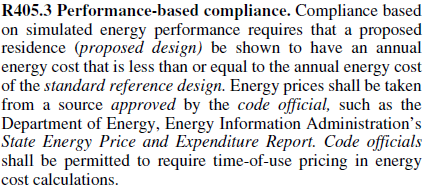 R405.3 Performance-based compliance. Compliance based
on simulated energy performance requires that a proposed
residence (proposed design) be shown to have an annual
energy cost that is less than or equal to the annual energy cost
of the standard reference design. Energy prices shall be taken
from a source approved by the code official, such as the
Department of Energy, Energy Information Administration's
State Energy Price and Expenditure Report. Code officials
shall be permitted to require time-of-use pricing in energy
cost calculations.